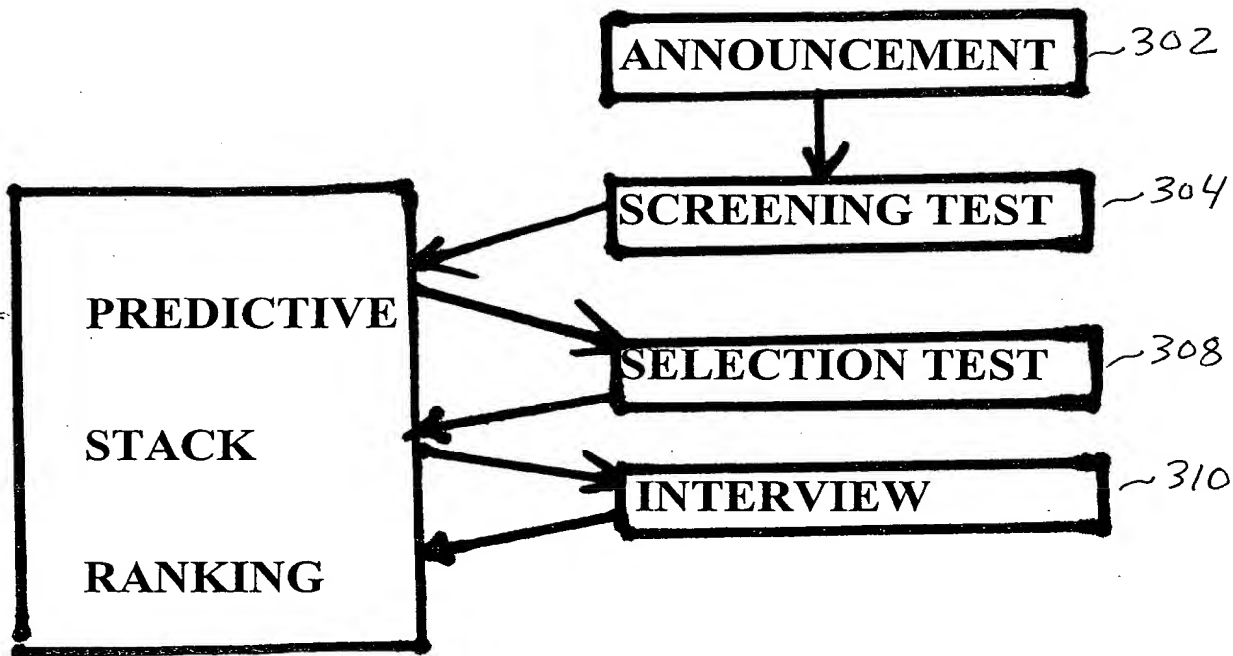 ANNOUNCEMENT 302
SCREENING TEST 304
PREDICTIVE
SELECTION TEST 308
STACK
INTERVIEW 310
RANKING